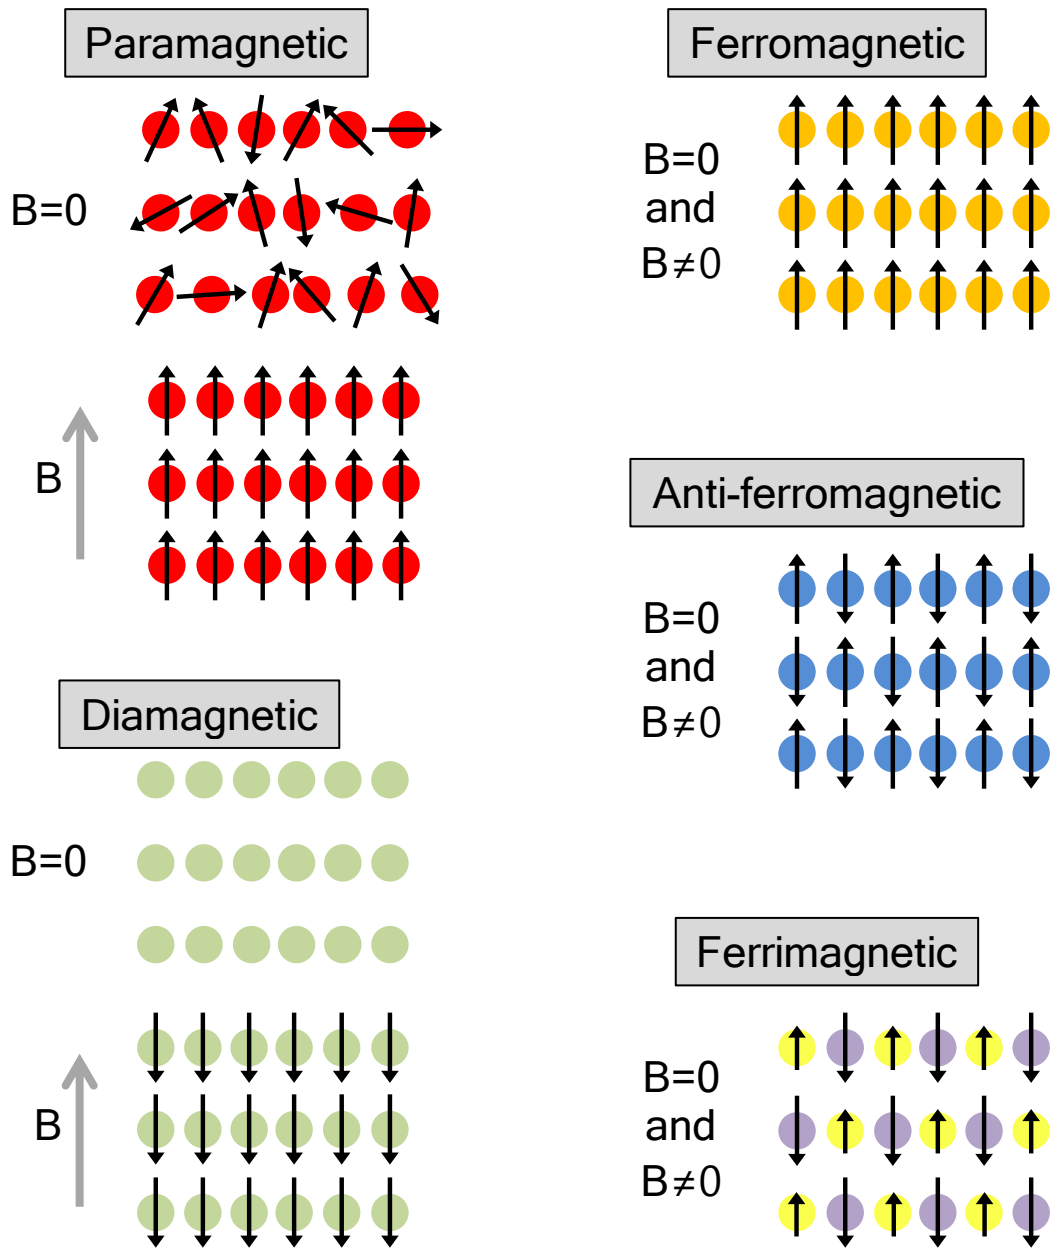 Paramagnetic
B=0
B
Diamagnetic
B=0
B
Ferromagnetic
B=0
and
B≠0
Anti-ferromagnetic
B=0
and
B≠0
Ferrimagnetic
B=0
and
B≠0